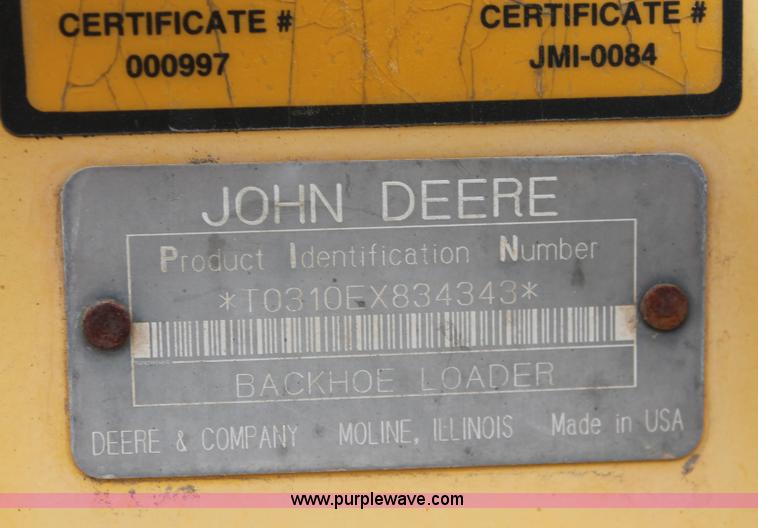 CERTIFICATE #
000997
CERTIFICATE #
JMI-0084
JOHN DEERE
Product Identification Number
*T0310EX834343*
BACKHOE LOADER
DEERE & COMPANY MOLINE, ILLINOIS Made in USA
www.purplewave.com